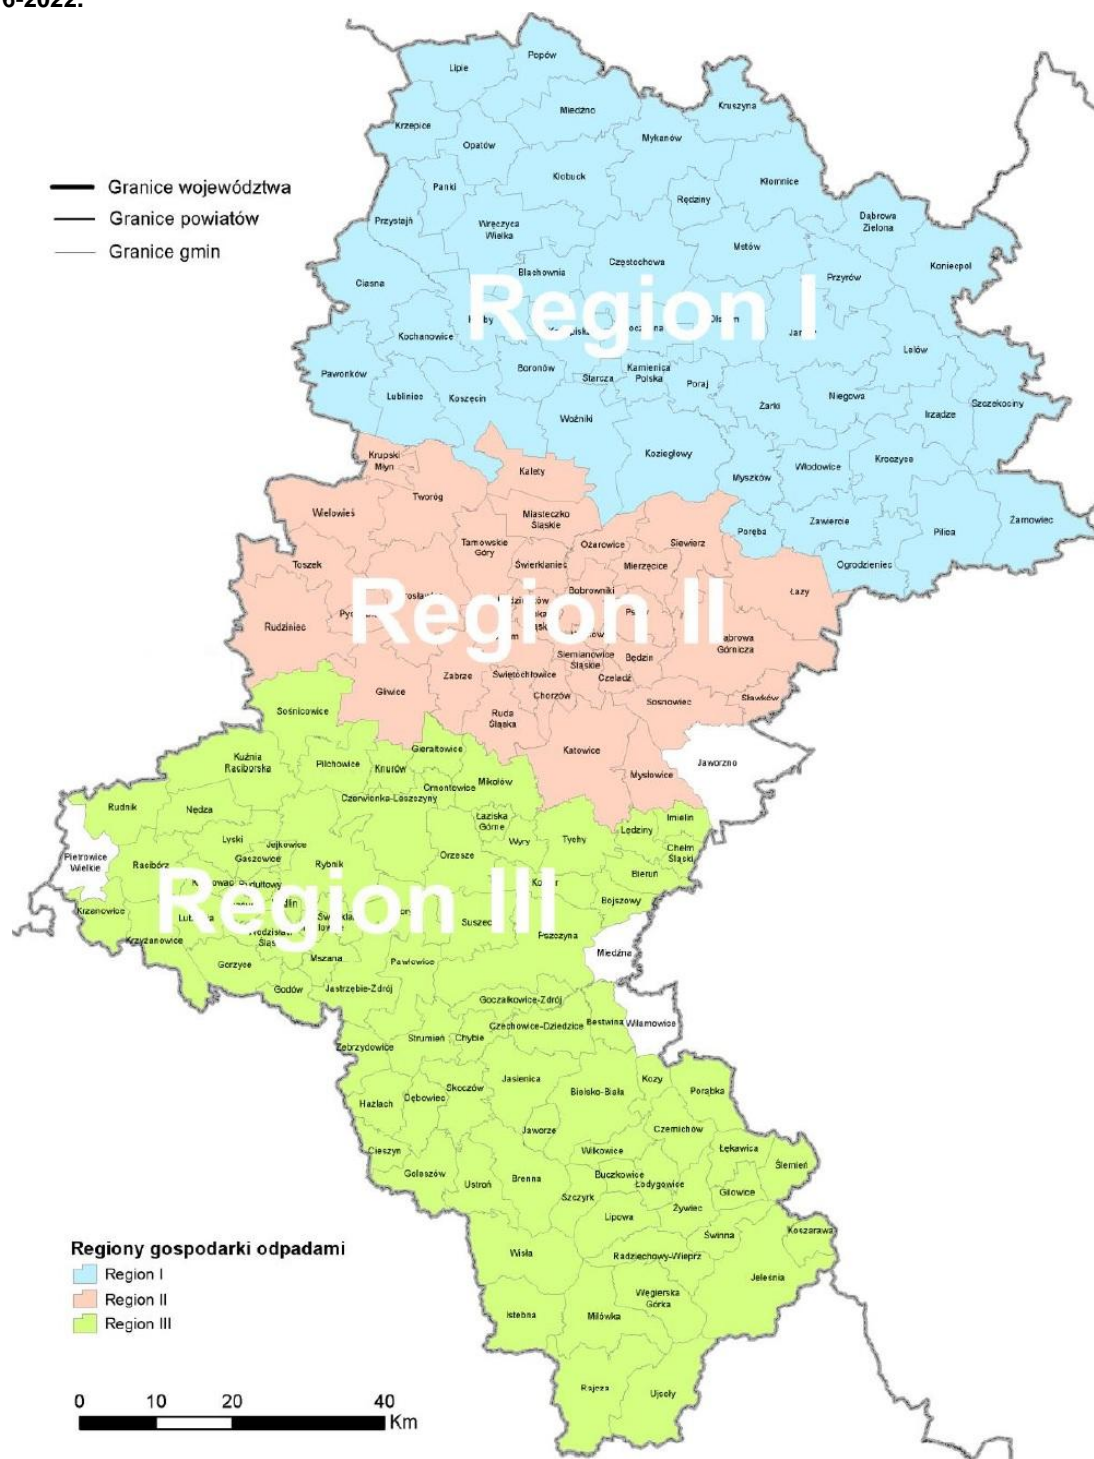 6-2022.
Popów
Lipie
Kruszyna
Miedźno
Krzepice
Mykanów
Opatów
Kłobuck
Kłomnice
Granice województwa
Panki
Rędziny
Granice powiatów
Przystajń
Dąbrowa
Zielona
Wręczyca
Wielka
Mstów
Granice gmin
Częstochowa
Koniecpol
Blachownia
Przyrów
Ciasna
Region I
Kochanowice
Lelów
Boronów
Kamienica
Polska
Pawonków
Starcza
Poraj
Lubliniec
Koszęcin
Żarki
Niegowa
Irządze
Szczekociny
Woźniki
Koziegłowy
Krupski
Młyn
Kalety
Myszków
Włodowice
Kroczyce
Tworóg
Wielowieś
Miasteczko
Śląskie
Poręba
Zawiercie
Pilica
Żarnowiec
Tarnowskie
Góry
Ożarowice
Siewierz
Toszek
Świerklaniec
Mierzęcice
Ogrodzieniec
Bobrowniki
Łazy
Region II
Rudziniec
Dąbrowa
Górnicza
Siemianowice
Śląskie
Będzin
Zabrze
Świętochłowice
Czeladź
Gliwice
Chorzów
Sosnowiec
Sławków
Sośnicowice
Ruda
Śląska
Katowice
Gierałtowice
Kuźnia
Raciborska
Pilchowice
Knurów
Jaworzno
Mysłowice
Ornontowice
Mikołów
Czerwionka-Leszczyny
Rudnik
Nędza
Łaziska
Górne
Imielin
Lędziny
Lyski
Jejkowice
Wyry
Tychy
Chełm
Śląski
Pietrowice
Wielkie
Gaszowice
Orzesze
Racibórz
Rybnik
Bieruń
Region III
Bojszowy
Krzanowice
Suszec
Pszczyna
Krzyżanowice
Miedźna
Gorzyce
Mszana
Pawłowice
Godów
Jastrzębie-Zdrój
Goczałkowice-Zdrój
Czechowice-Dziedzice
Bestwina
Wilamowice
Strumień
Chybie
Zebrzydowice
Jasienica
Kozy
Skoczów
Bielsko-Biała
Porąbka
Hażlach
Dębowiec
Jaworze
Czernichów
Cieszyn
Wilkowice
Łękawica
Ślemień
Goleszów
Ustroń
Brenna
Buczkowice
Łodygowice
Gilowice
Szczyrk
Żywiec
Lipowa
Świnna
Koszarawa
Regiony gospodarki odpadami
Wisła
Radziechowy-Wieprz
Region I
Jeleśnia
Region II
Węgierska
Górka
Region III
Istebna
Milówka
Rajcza
Ujsoły
0 10 20 40
Km